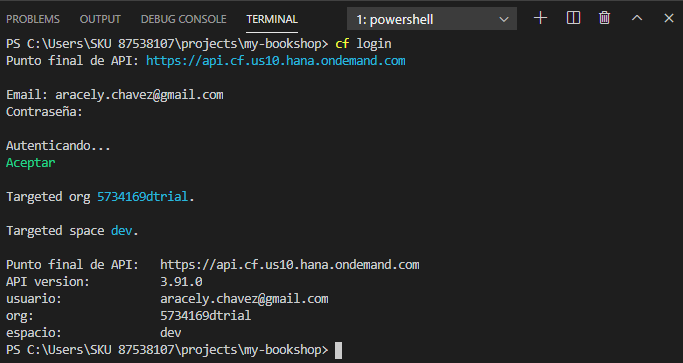 PROBLEMS OUTPUT DEBUG CONSOLE TERMINAL 1: powershell
PS C:\Users\SKU 87538107\projects\my-bookshop> cf login
Punto final de API: https://api.cf.us10.hana.ondemand.com
Email: aracely.chavez@gmail.com
Contraseña:
Autenticando...
Aceptar
Targeted org 5734169dtrial.
Targeted space dev.
Punto final de API: https://api.cf.us10.hana.ondemand.com
API version: 3.91.0
usuario: aracely.chavez@gmail.com
org: 5734169dtrial
espacio: dev
PS C:\Users\SKU 87538107\projects\my-bookshop>